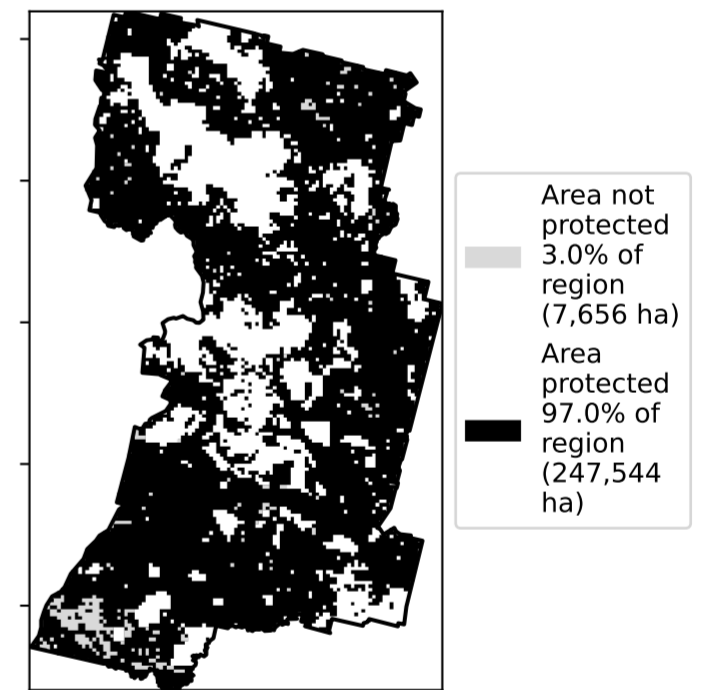 Area not
protected
3.0% of
region
(7,656 ha)
Area
protected
97.0% of
region
(247,544
ha)